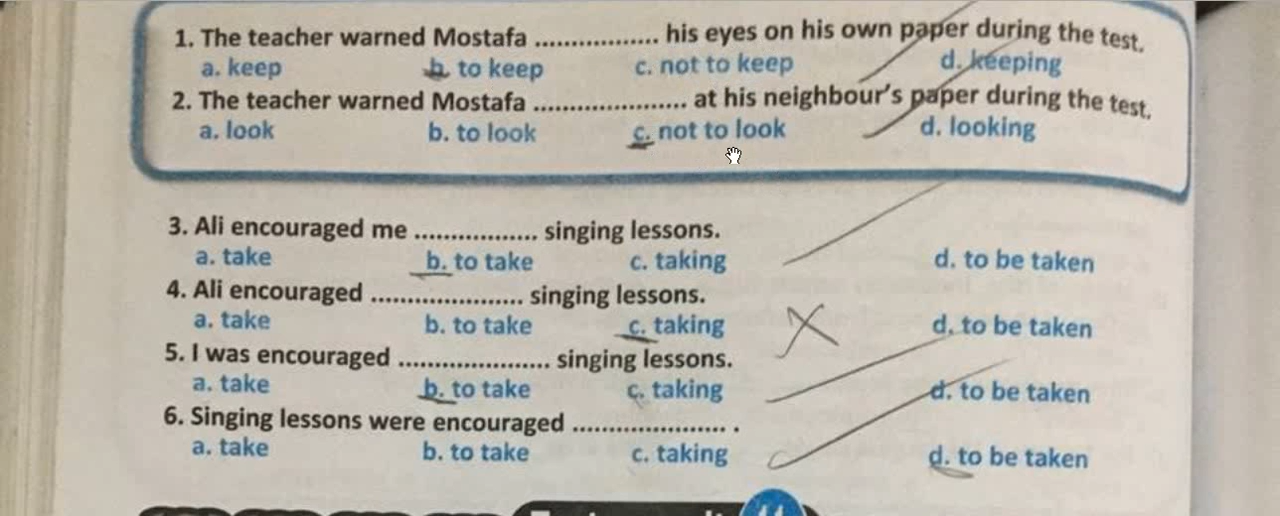 1. The teacher warned Mostafa ................. his eyes on his own paper during the test.
a. keep b. to keep c. not to keep d. keeping
2. The teacher warned Mostafa ..................... at his neighbour's paper during the test.
a. look b. to look c. not to look d. looking
3. Ali encouraged me ................. singing lessons.
a. take b. to take c. taking d. to be taken
4. Ali encouraged ..................... singing lessons.
a. take b. to take c. taking d. to be taken
5. I was encouraged ..................... singing lessons.
a. take b. to take c. taking d. to be taken
6. Singing lessons were encouraged ..................... .
a. take b. to take c. taking d. to be taken